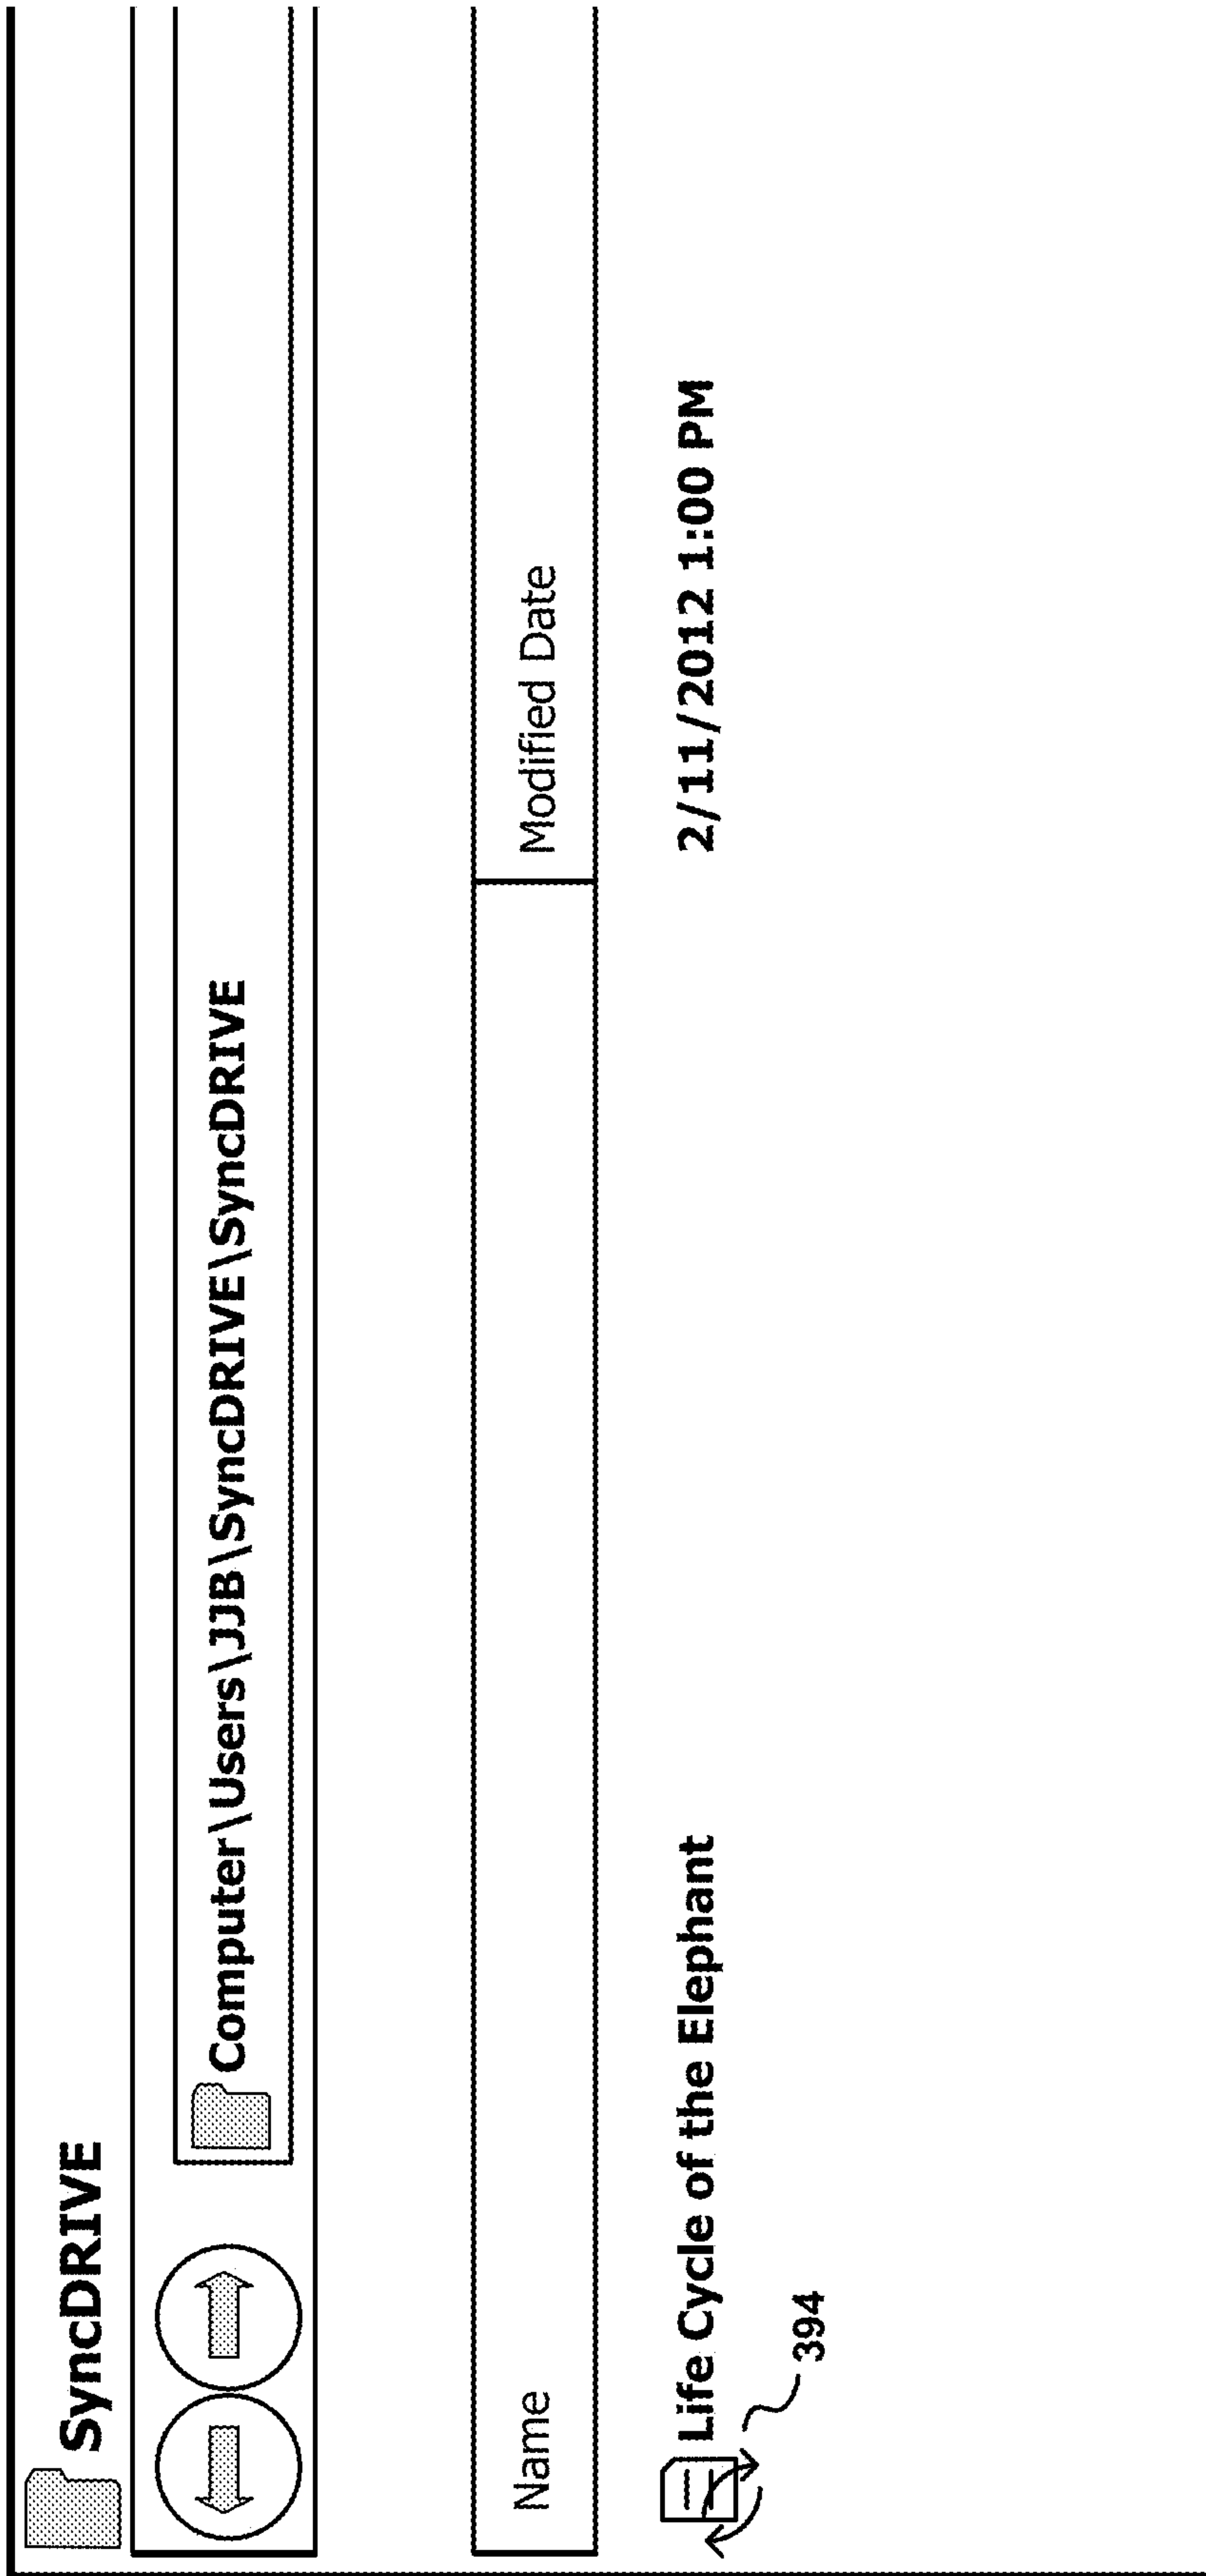 SyncDRIVE
Computer\Users\JJB\SyncDRIVE\SyncDRIVE
Name Modified Date
Life Cycle of the Elephant 2/11/2012 1:00 PM
394